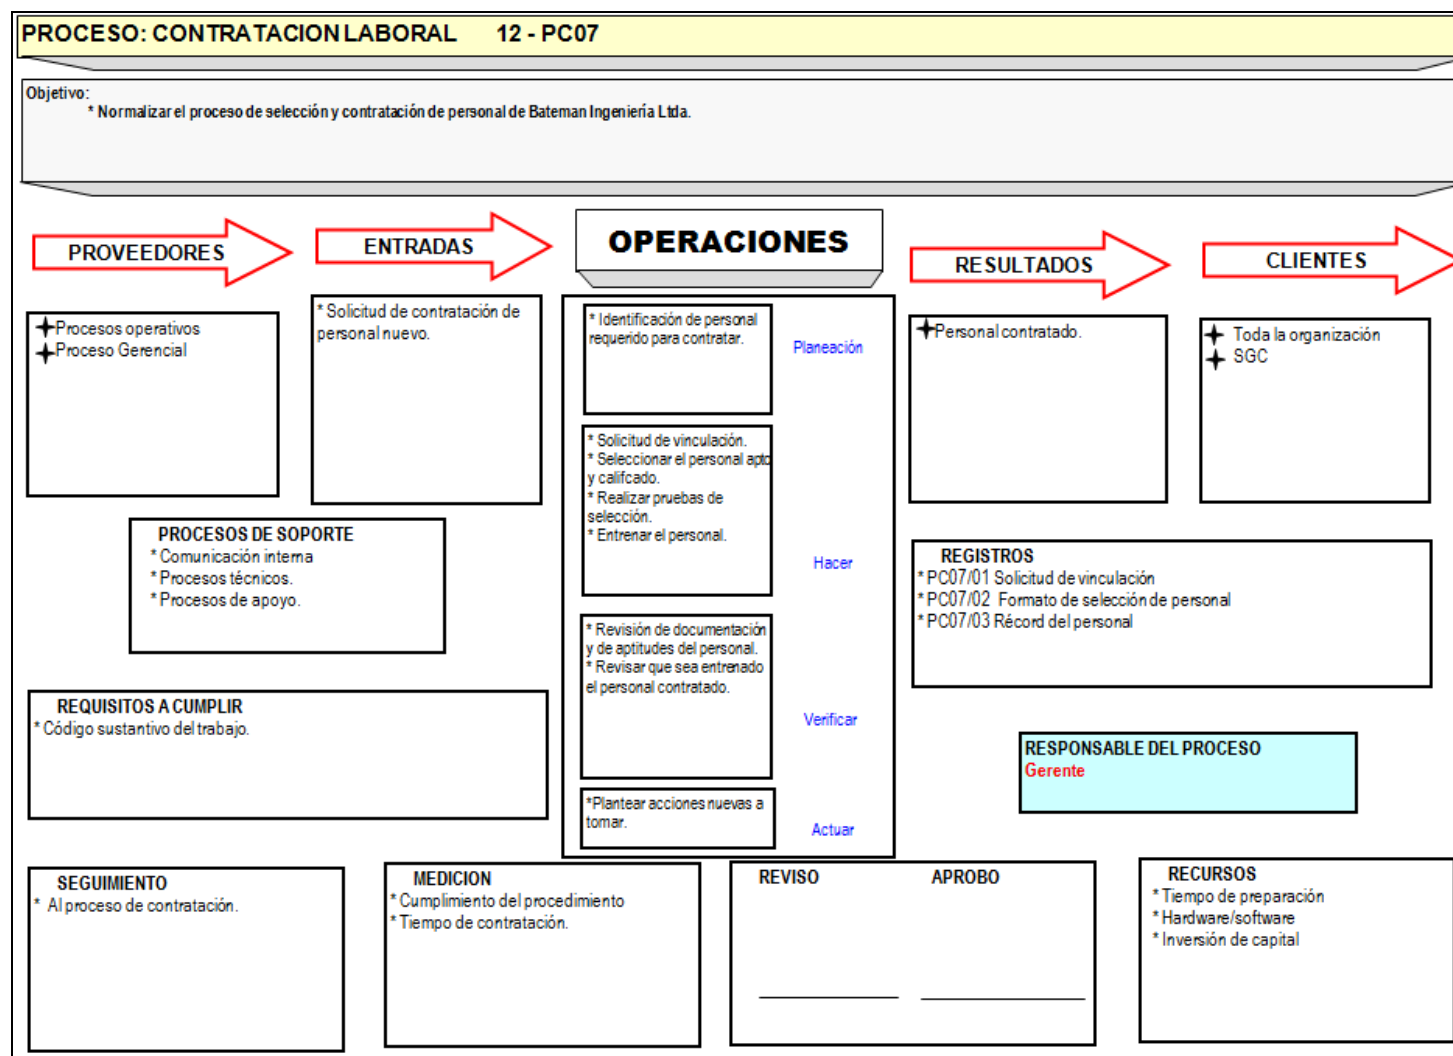 PROCESO: CONTRATACION LABORAL 12 - PC07
Objetivo:
* Normalizar el proceso de selección y contratación de personal de Bateman Ingeniería Ltda.
PROVEEDORES
ENTRADAS
OPERACIONES
RESULTADOS
CLIENTES
Procesos operativos
Proceso Gerencial
* Solicitud de contratación de
personal nuevo.
* Identificación de personal
requerido para contratar.
Planeación
* Solicitud de vinculación.
* Seleccionar el personal apto
y califcado.
* Realizar pruebas de
selección.
* Entrenar el personal.
Hacer
* Revisión de documentación
y de aptitudes del personal.
* Revisar que sea entrenado
el personal contratado.
Verificar
*Plantear acciones nuevas a
tomar.
Actuar
Personal contratado.
Toda la organización
SGC
PROCESOS DE SOPORTE
* Comunicación interna
* Procesos técnicos.
* Procesos de apoyo.
REGISTROS
* PC07/01 Solicitud de vinculación
* PC07/02 Formato de selección de personal
* PC07/03 Récord del personal
REQUISITOS A CUMPLIR
* Código sustantivo del trabajo.
RESPONSABLE DEL PROCESO
Gerente
SEGUIMIENTO
* Al proceso de contratación.
MEDICION
* Cumplimiento del procedimiento
* Tiempo de contratación.
REVISO APROBO
RECURSOS
* Tiempo de preparación
* Hardware/software
* Inversión de capital